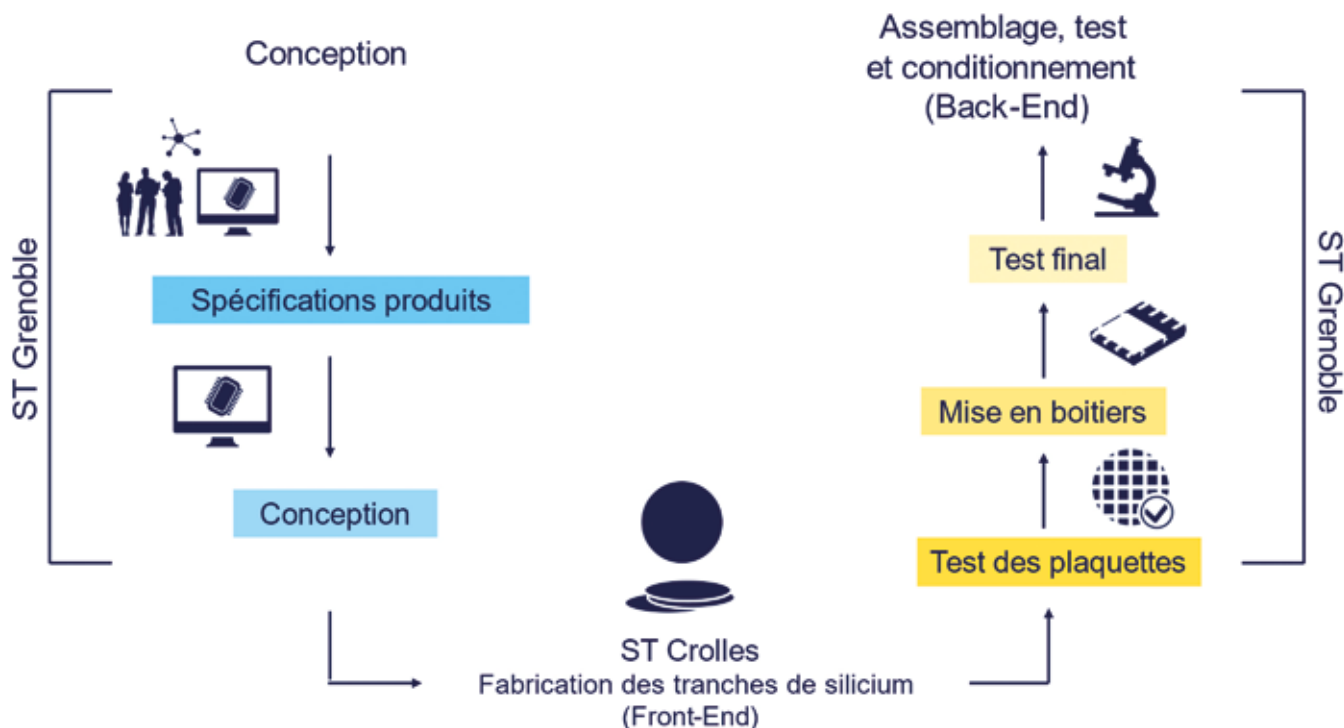 Conception
ST Grenoble
Spécifications produits
Conception
ST Crolles
Fabrication des tranches de silicium
(Front-End)
Assemblage, test
et conditionnement
(Back-End)
Test final
Mise en boitiers
Test des plaquettes
ST Grenoble